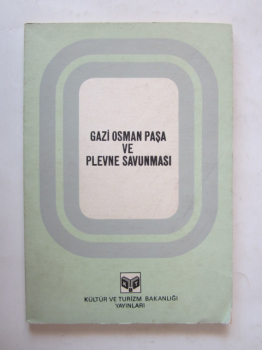 GAZİ OSMAN PAŞA
VE
PLEVNE SAVUNMASI
KÜLTÜR VE TURİZM BAKANLIĞI
YAYINLARI